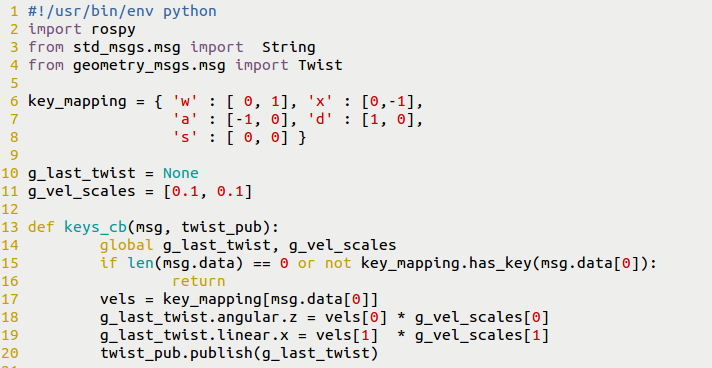 1 #!/usr/bin/env python
2 import rospy
3 from std_msgs.msg import  String
4 from geometry_msgs.msg import Twist
5
6 key_mapping = { 'w' : [ 0, 1], 'x' : [0,-1],
7                 'a' : [-1, 0], 'd' : [1, 0],
8                 's' : [ 0, 0] }
9
10 g_last_twist = None
11 g_vel_scales = [0.1, 0.1]
12
13 def keys_cb(msg, twist_pub):
14         global g_last_twist, g_vel_scales
15         if len(msg.data) == 0 or not key_mapping.has_key(msg.data[0]):
16                 return
17         vels = key_mapping[msg.data[0]]
18         g_last_twist.angular.z = vels[0] * g_vel_scales[0]
19         g_last_twist.linear.x = vels[1]  * g_vel_scales[1]
20         twist_pub.publish(g_last_twist)